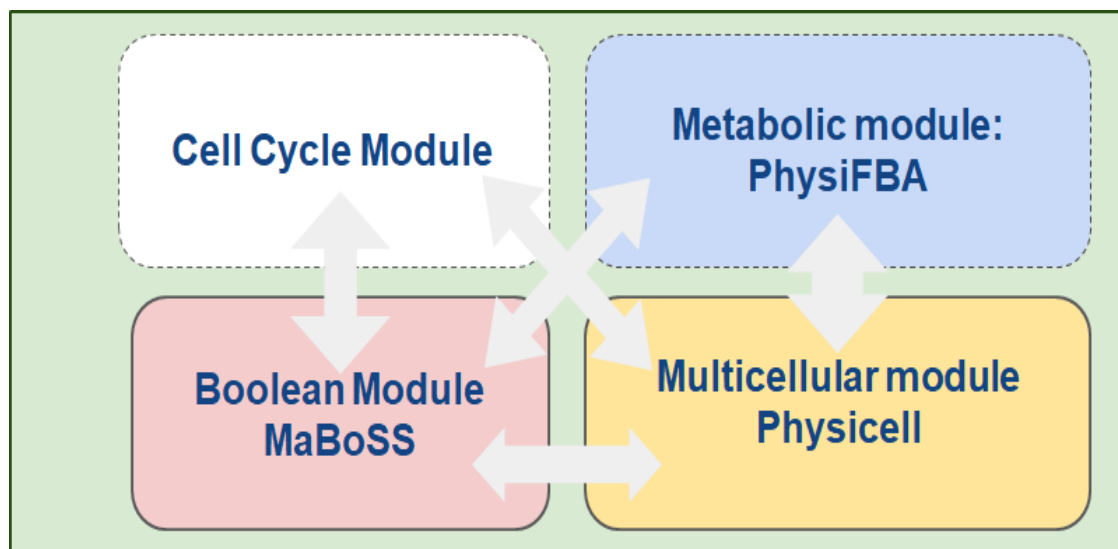 Cell Cycle Module
Metabolic module:
PhysiFBA
Boolean Module
MaBoSS
Multicellular module
Physicell